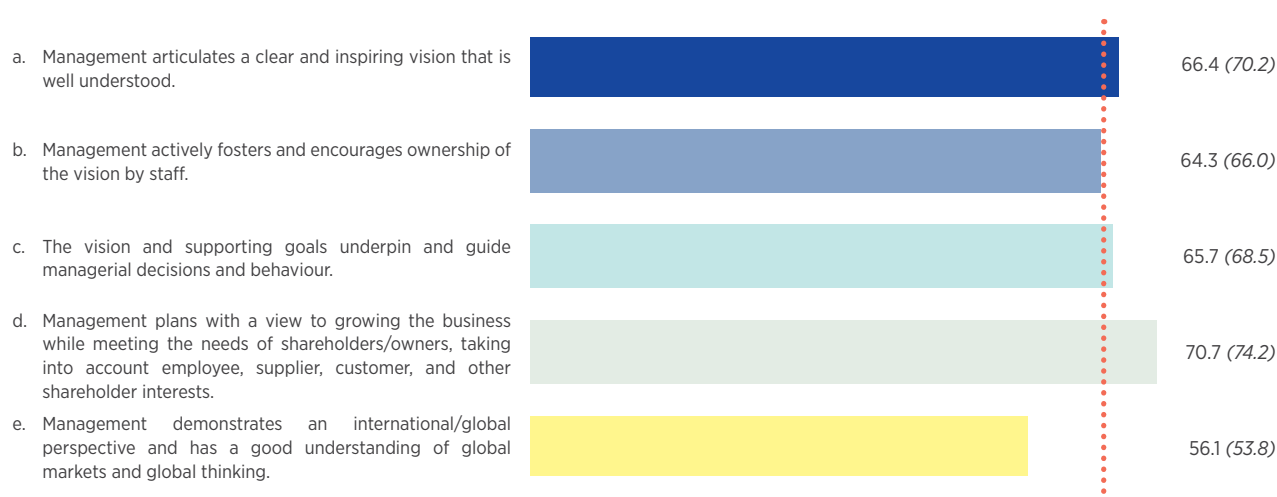 a. Management articulates a clear and inspiring vision that is
well understood.
66.4 (70.2)
b. Management actively fosters and encourages ownership of
the vision by staff.
64.3 (66.0)
c. The vision and supporting goals underpin and guide
managerial decisions and behaviour.
65.7 (68.5)
d. Management plans with a view to growing the business
while meeting the needs of shareholders/owners, taking
into account employee, supplier, customer, and other
shareholder interests.
70.7 (74.2)
e. Management demonstrates an international/global
perspective and has a good understanding of global
markets and global thinking.
56.1 (53.8)